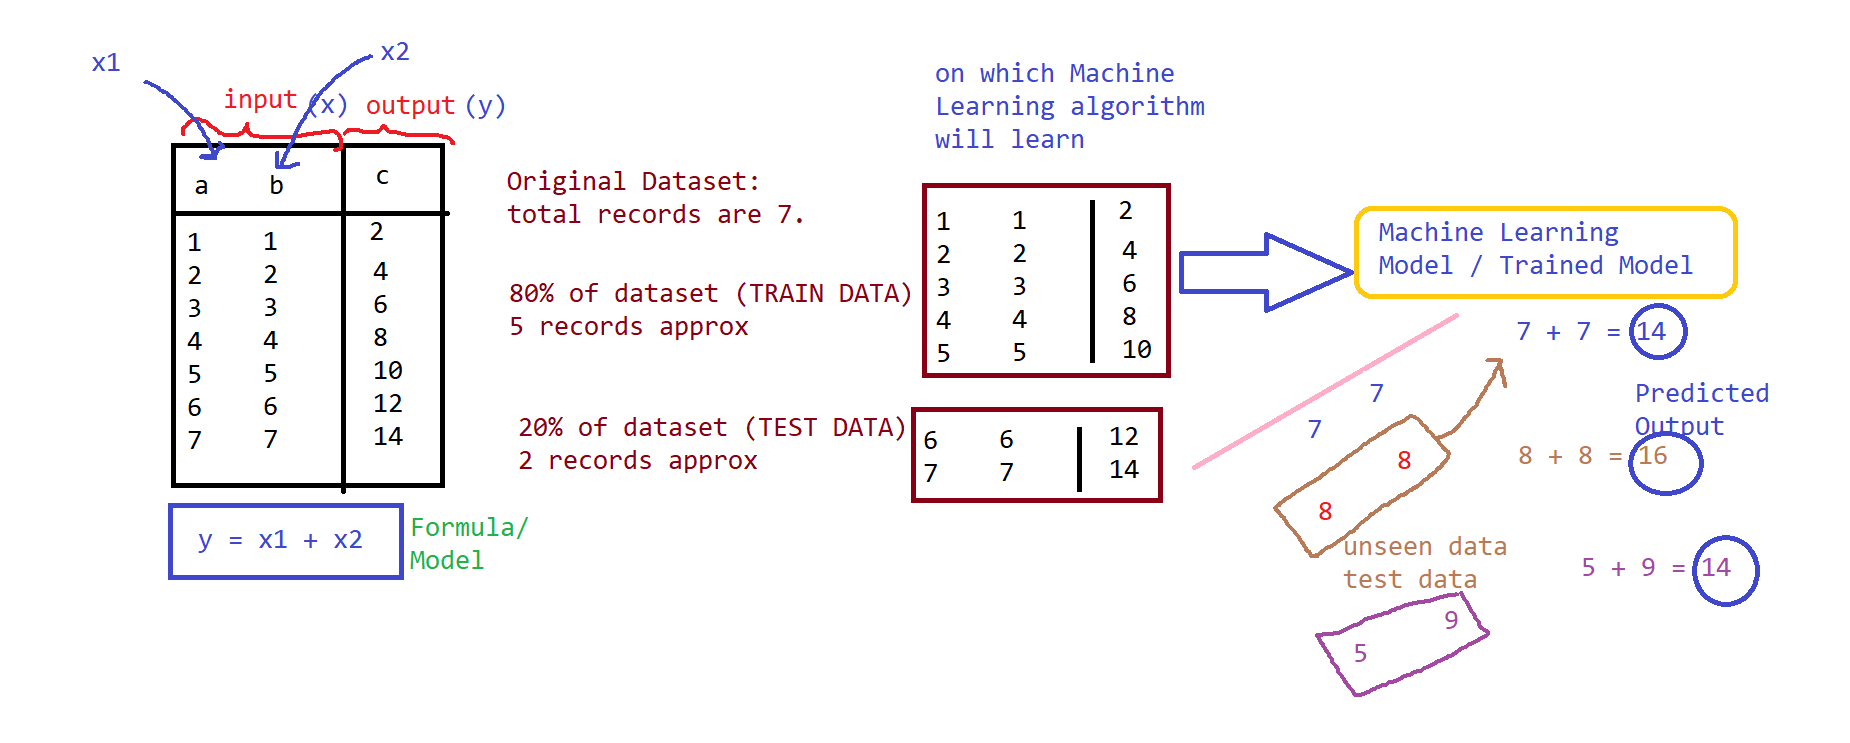 x1
x2
input (x) output (y)
a b c
1 1 2
2 2 4
3 3 6
4 4 8
5 5 10
6 6 12
7 7 14
y = x1 + x2
Formula/
Model
Original Dataset:
total records are 7.
80% of dataset (TRAIN DATA)
5 records approx
20% of dataset (TEST DATA)
2 records approx
on which Machine
Learning algorithm
will learn
1 1 2
2 2 4
3 3 6
4 4 8
5 5 10
6 6 12
7 7 14
Machine Learning
Model / Trained Model
7 + 7 = 14
7
7
Predicted
Output
8 + 8 = 16
8
8
unseen data
test data
5 + 9 = 14
9
5